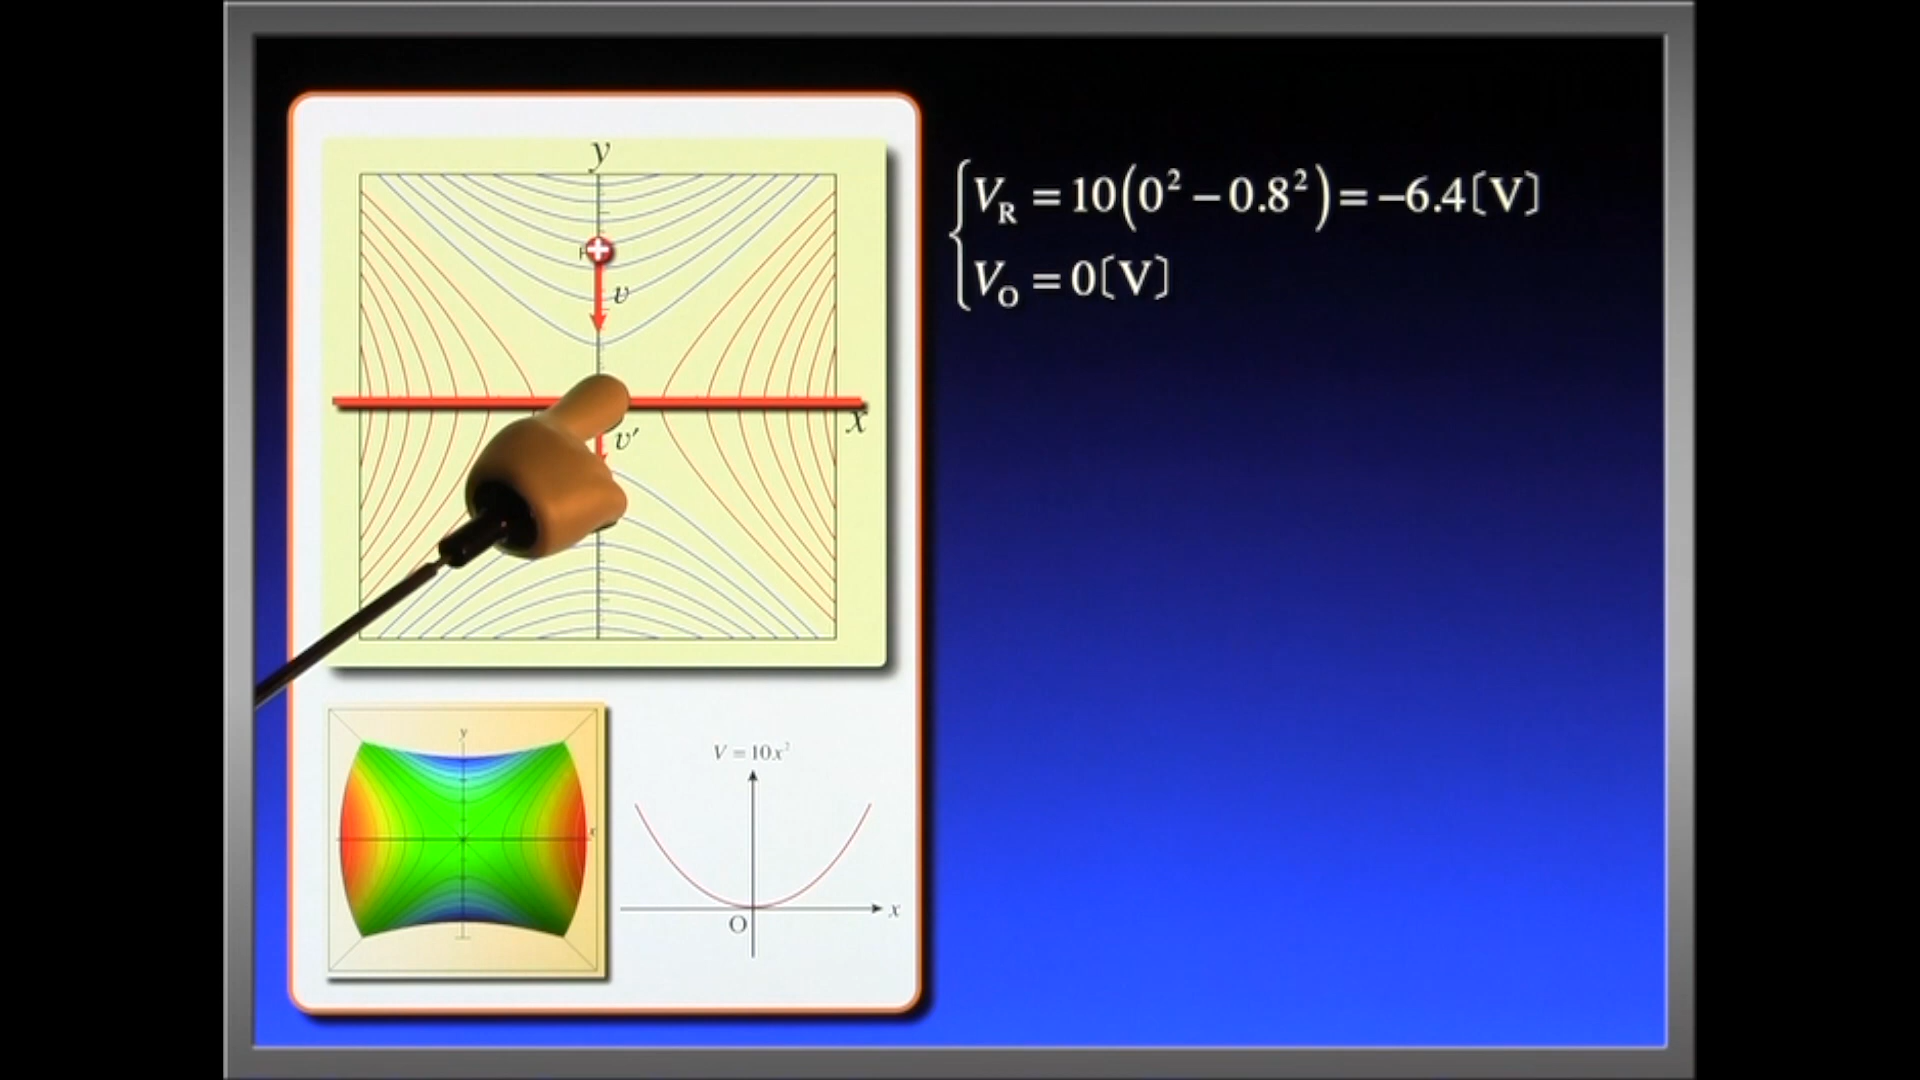 y
v
x
v′
V_R = 10(0² − 0.8²) = −6.4〔V〕
V_O = 0〔V〕
y
x
V = 10x²
O
x